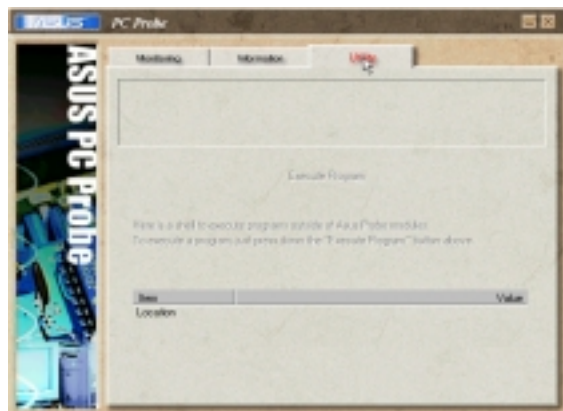 ASUS PC Probe
Monitoring Information Utility
ASUS PC Probe
Execute Program
Here is a shell to execute programs outside of Asus Probe modules.
To execute a program just press down the "Execute Program" button above.
Item Value
Location